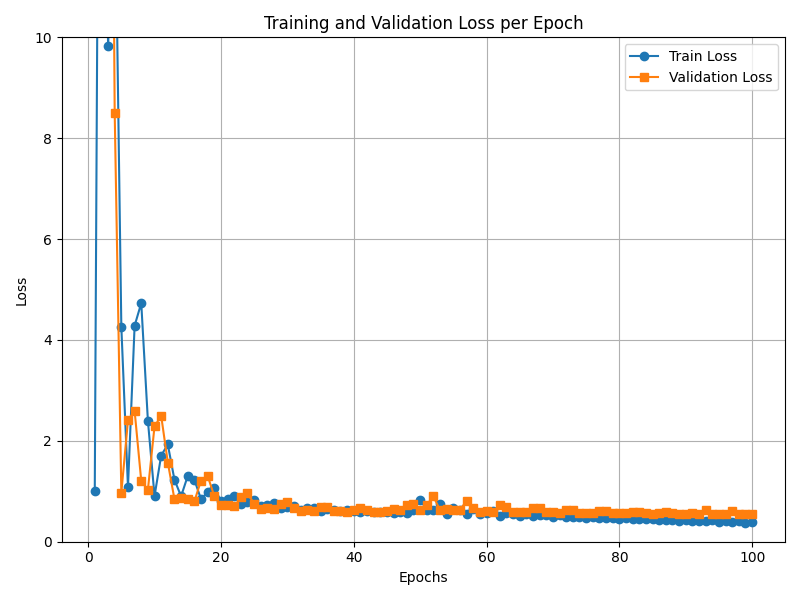 Training and Validation Loss per Epoch
Train Loss
Validation Loss
Loss
10
8
6
4
2
0
0 20 40 60 80 100
Epochs